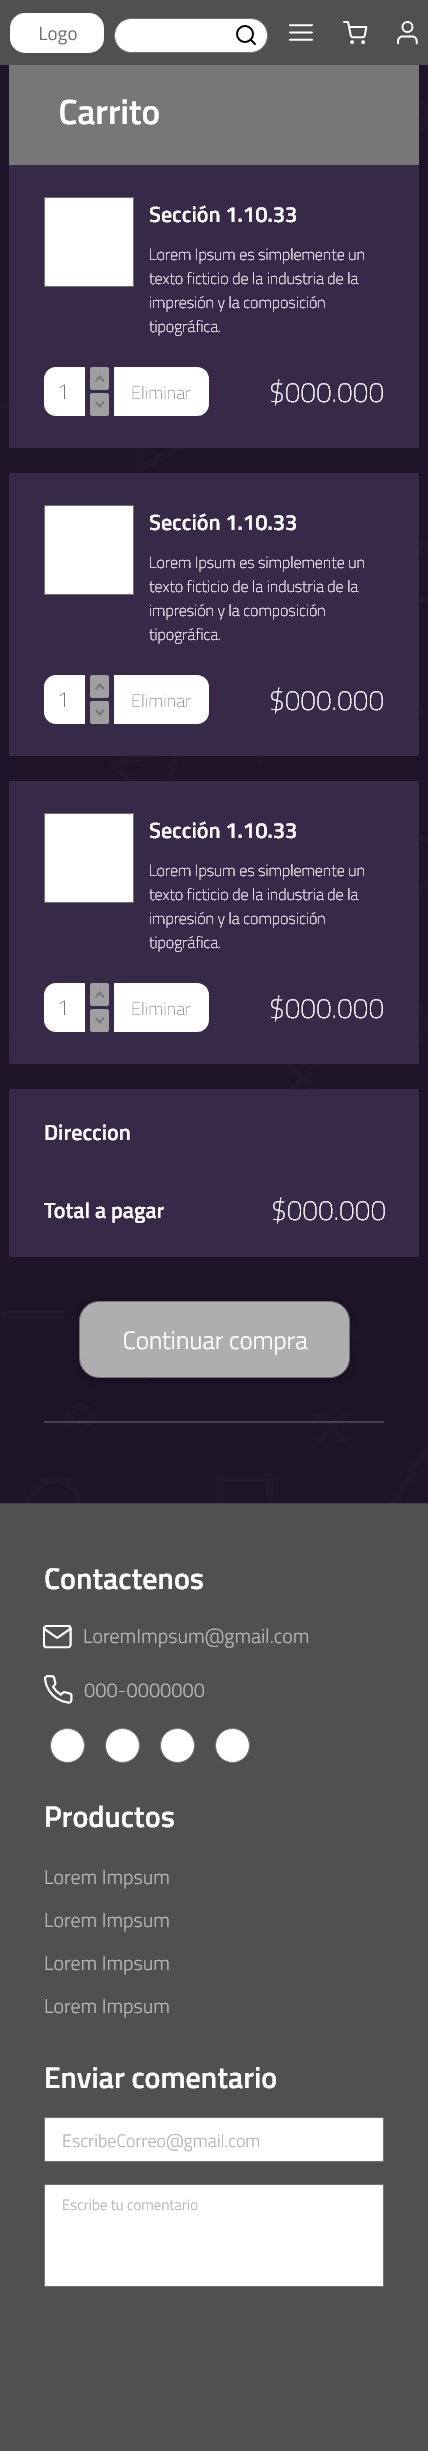 Logo
Carrito
Sección 1.10.33
Lorem Ipsum es simplemente un
texto ficticio de la industria de la
impresión y la composición
tipográfica.
1 Eliminar $000.000
Sección 1.10.33
Lorem Ipsum es simplemente un
texto ficticio de la industria de la
impresión y la composición
tipográfica.
1 Eliminar $000.000
Sección 1.10.33
Lorem Ipsum es simplemente un
texto ficticio de la industria de la
impresión y la composición
tipográfica.
1 Eliminar $000.000
Direccion
Total a pagar $000.000
Continuar compra
Contactenos
LoremImpsum@gmail.com
000-0000000
Productos
Lorem Impsum
Lorem Impsum
Lorem Impsum
Lorem Impsum
Enviar comentario
EscribeCorreo@gmail.com
Escribe tu comentario